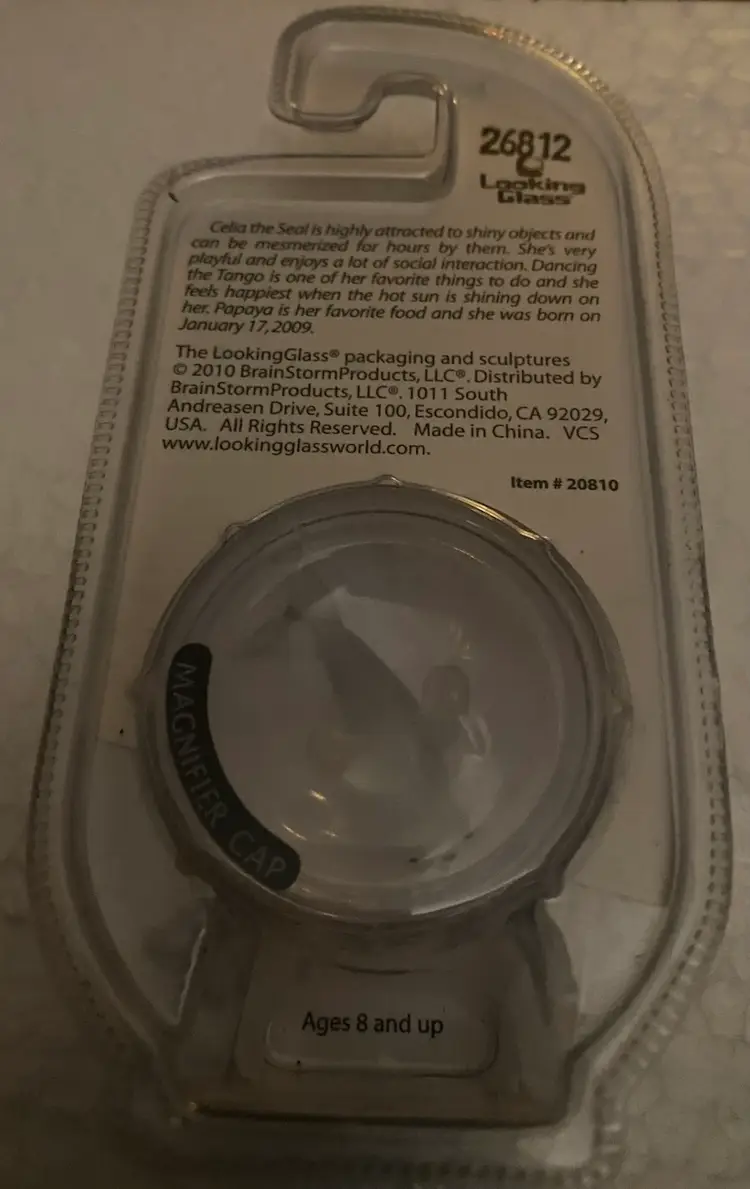 26812
Looking
Glass
Celia the Seal is highly attracted to shiny objects and
can be mesmerized for hours by them. She's very
playful and enjoys a lot of social interaction. Dancing
the Tango is one of her favorite things to do and she
feels happiest when the hot sun is shining down on
her. Papaya is her favorite food and she was born on
January 17, 2009.
The LookingGlass® packaging and sculptures
© 2010 BrainStormProducts, LLC®. Distributed by
BrainStormProducts, LLC®. 1011 South
Andreasen Drive, Suite 100, Escondido, CA 92029,
USA. All Rights Reserved. Made in China. VCS
www.lookingglassworld.com.
Item # 20810
MAGNIFIER CAP
Ages 8 and up